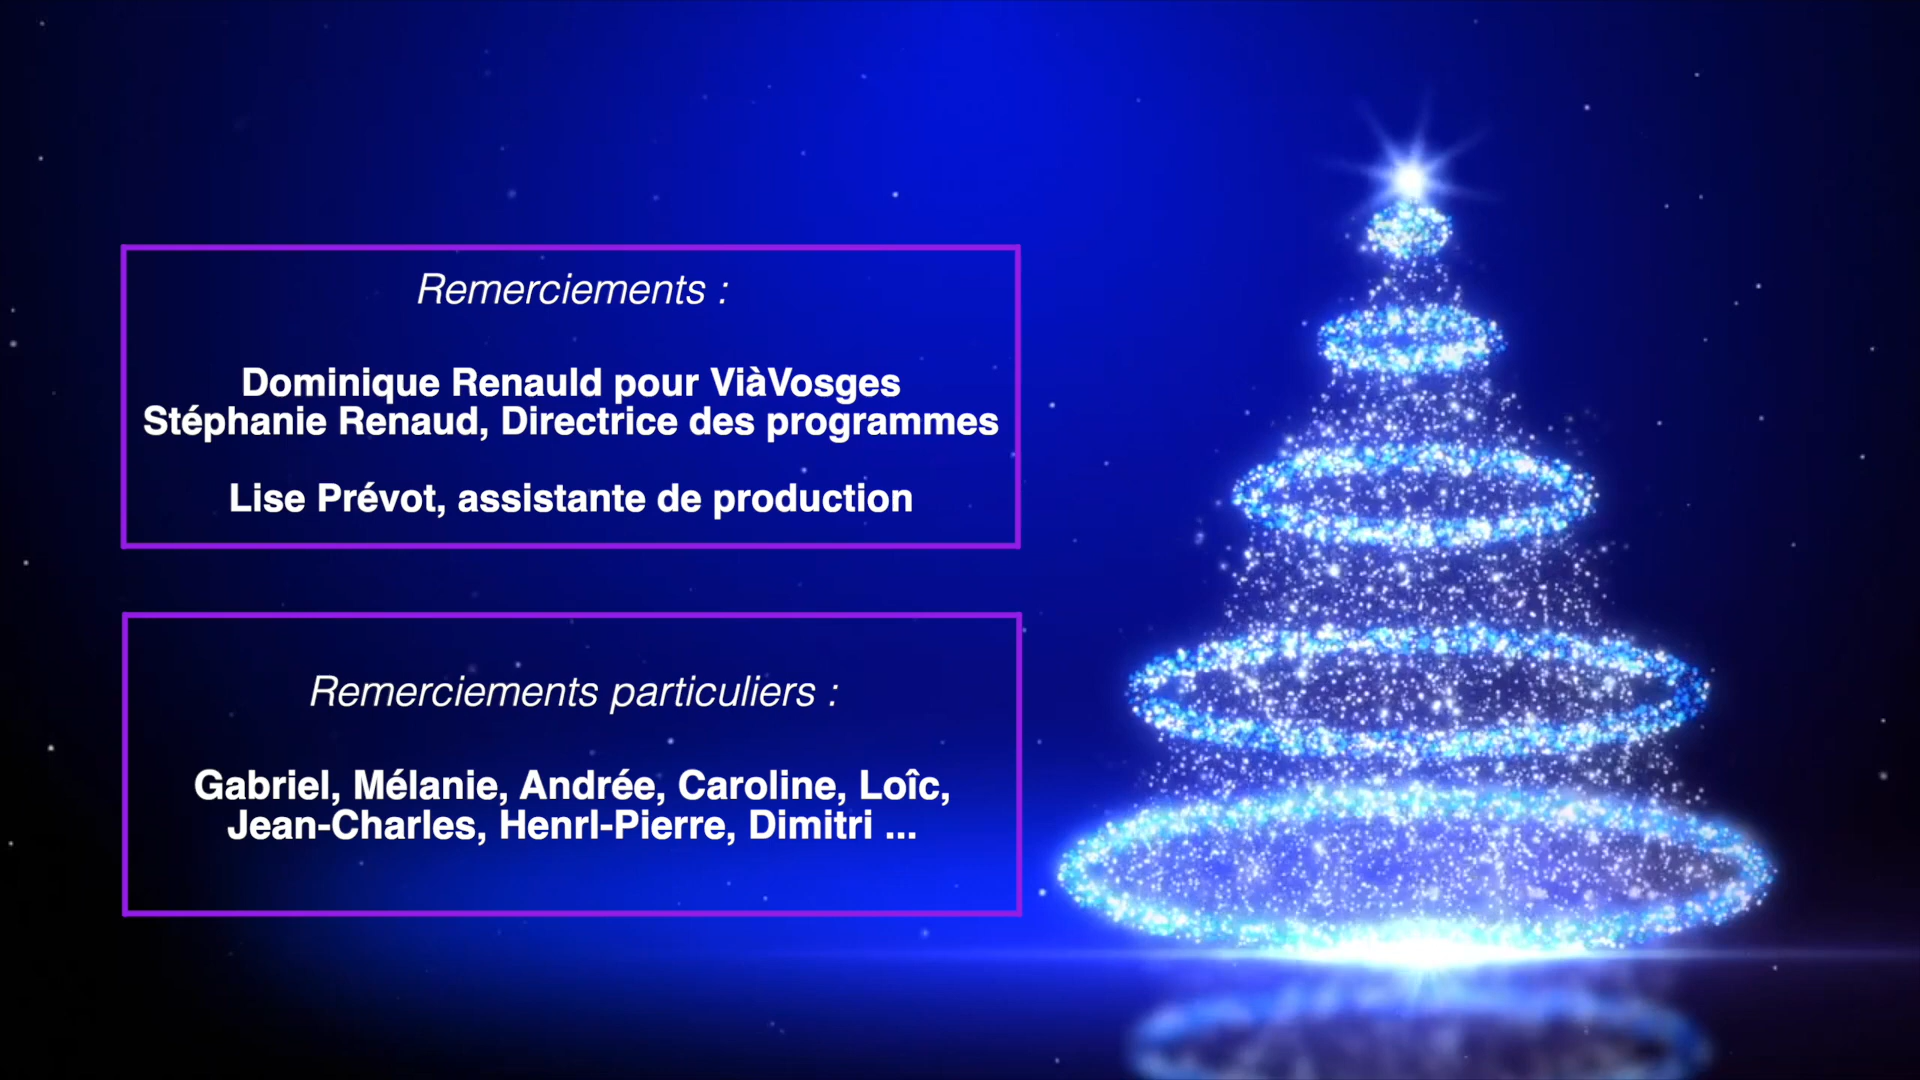 Remerciements :
Dominique Renauld pour ViàVosges
Stéphanie Renaud, Directrice des programmes
Lise Prévot, assistante de production
Remerciements particuliers :
Gabriel, Mélanie, Andrée, Caroline, Loîc,
Jean-Charles, HenrI-Pierre, Dimitri ...